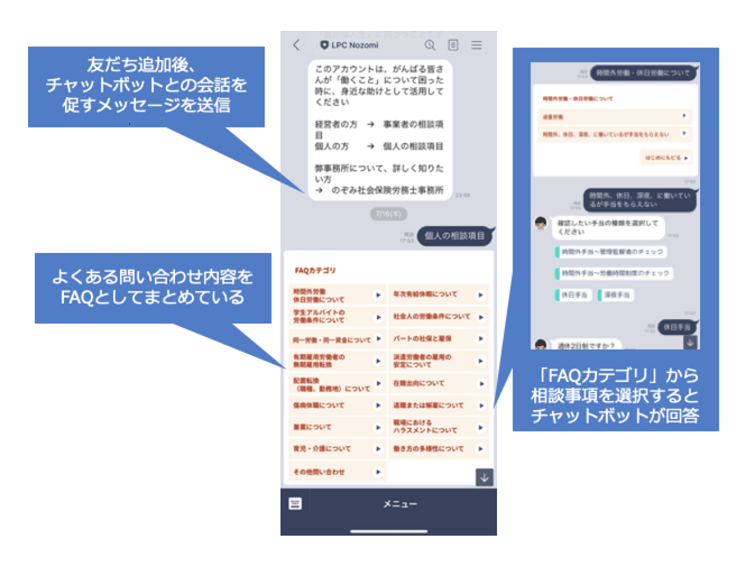 友だち追加後、
チャットボットとの会話を
促すメッセージを送信
よくある問い合わせ内容を
FAQとしてまとめている
LPC Nozomi
このアカウントは、がんばる皆さ
んが「働くこと」について困った
時に、身近な助けとして活用して
ください
経営者の方 → 事業者の相談項
目
個人の方 → 個人の相談項目
弊事務所について、詳しく知りた
い方
→ のぞみ社会保険労務士事務所
23:58
7/16(木)
既読
17:53
個人の相談項目
FAQカテゴリ
時間外労働
休日労働について
年次有給休暇について
学生アルバイトの
労働条件について
社会人の労働条件について
同一労働・同一賃金について
パートの社保と雇保
有期雇用労働者の
無期雇用転換
派遣労働者の雇用の
安定について
配置転換
(職種、勤務地)について
在籍出向について
傷病休職について
退職または解雇について
兼業について
職場における
ハラスメントについて
育児・介護について
働き方の多様性について
その他問い合わせ
メニュー
時間外労働・休日労働について
時間外労働・休日労働について
過重労働
時間外、休日、深夜、に働いているが手当をもらえない
はじめにもどる
時間外、休日、深夜、に働いてい
るが手当をもらえない
確認したい手当の種類を選択して
ください
時間外手当〜管理監督者のチェック
時間外手当〜労働時間制度のチェック
休日手当
深夜手当
休日手当
週休2日制ですか?
「FAQカテゴリ」から
相談事項を選択すると
チャットボットが回答